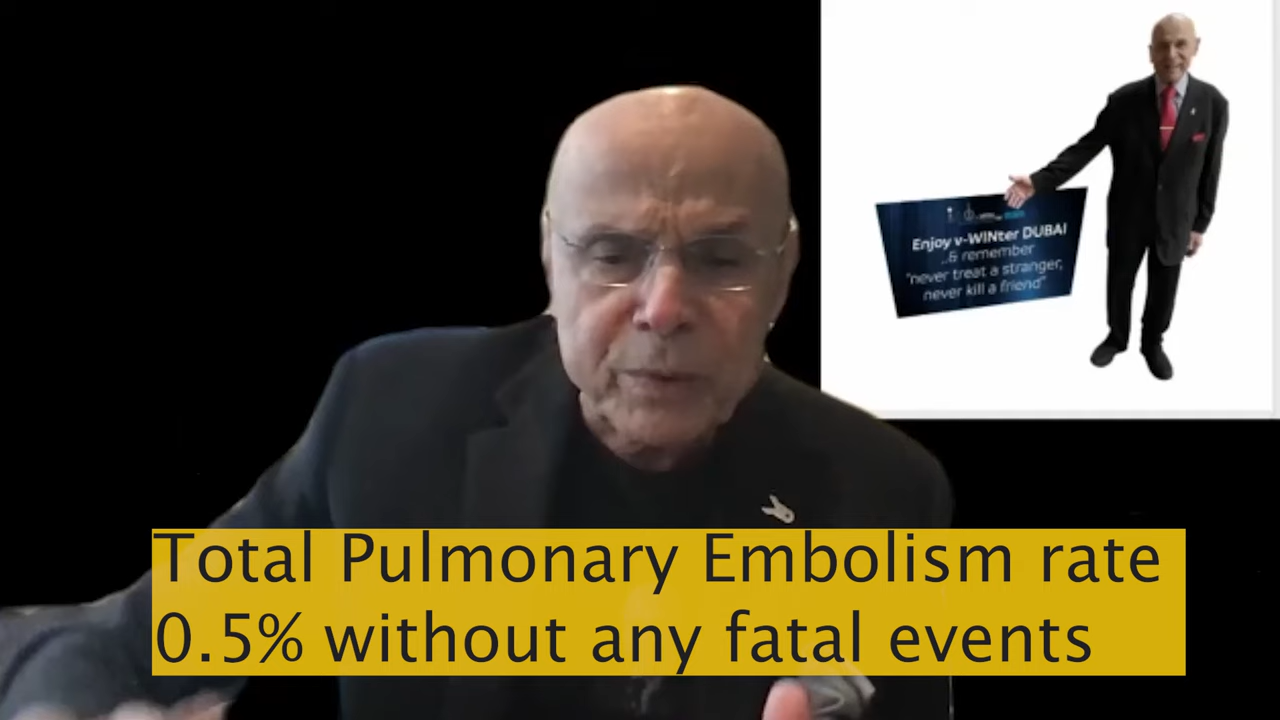 Enjoy v-WINter DUBAI
..& remember
"never treat a stranger,
never kill a friend"
Total Pulmonary Embolism rate
0.5% without any fatal events